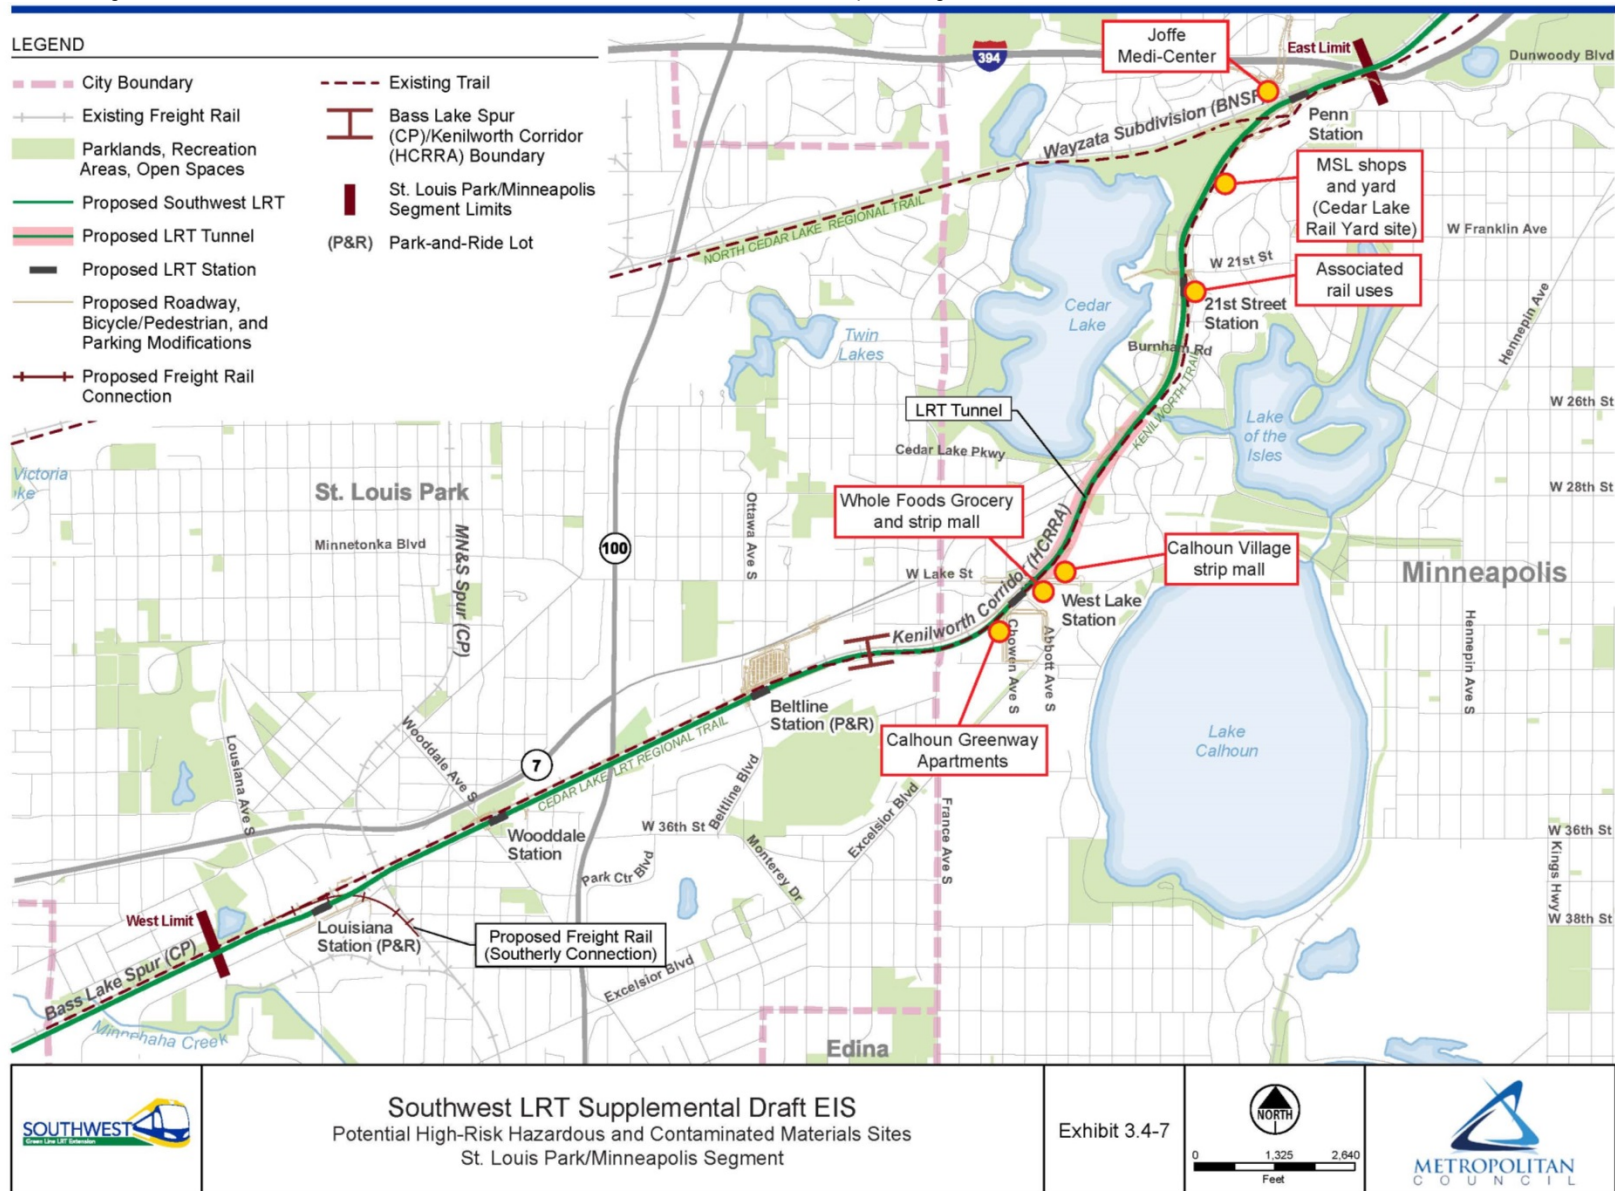 LEGEND
City Boundary
Existing Freight Rail
Parklands, Recreation
Areas, Open Spaces
Proposed Southwest LRT
Proposed LRT Tunnel
Proposed LRT Station
Proposed Roadway,
Bicycle/Pedestrian, and
Parking Modifications
Proposed Freight Rail
Connection
Existing Trail
Bass Lake Spur
(CP)/Kenilworth Corridor
(HCRRA) Boundary
St. Louis Park/Minneapolis
Segment Limits
(P&R) Park-and-Ride Lot
394
Joffe
Medi-Center
East Limit
Dunwoody Blvd
Wayzata Subdivision (BNSF)
Penn
Station
MSL shops
and yard
(Cedar Lake
Rail Yard site)
NORTH CEDAR LAKE REGIONAL TRAIL
W Franklin Ave
W 21st St
Associated
rail uses
21st Street
Station
Cedar
Lake
Twin
Lakes
Burnham Rd
Hennepin Ave
KENILWORTH TRAIL
LRT Tunnel
W 26th St
Lake
of the
Isles
Cedar Lake Pkwy
Victoria
ke
St. Louis Park
W 28th St
Whole Foods Grocery
and strip mall
Ottawa Ave S
MN&S Spur (CP)
Minnetonka Blvd
100
Kenilworth Corridor (HCRRA)
Calhoun Village
strip mall
W Lake St
Minneapolis
West Lake
Station
Chowen Ave S
Abbott Ave S
Hennepin Ave S
Beltline
Station (P&R)
Calhoun Greenway
Apartments
Lake
Calhoun
Wooddale Ave S
Lousiana Ave S
7
CEDAR LAKE LRT REGIONAL TRAIL
Beltline Blvd
Excelsior Blvd
France Ave S
W 36th St
Wooddale
Station
W 36th St
Kings Hwy
Monterey Dr
Park Ctr Blvd
W 38th St
West Limit
Louisiana
Station (P&R)
Proposed Freight Rail
(Southerly Connection)
Excelsior Blvd
Bass Lake Spur (CP)
Minnehaha Creek
Edina
SOUTHWEST
Green Line LRT Extension
Southwest LRT Supplemental Draft EIS
Potential High-Risk Hazardous and Contaminated Materials Sites
St. Louis Park/Minneapolis Segment
Exhibit 3.4-7
NORTH
0 1,325 2,640
Feet
METROPOLITAN
COUNCIL